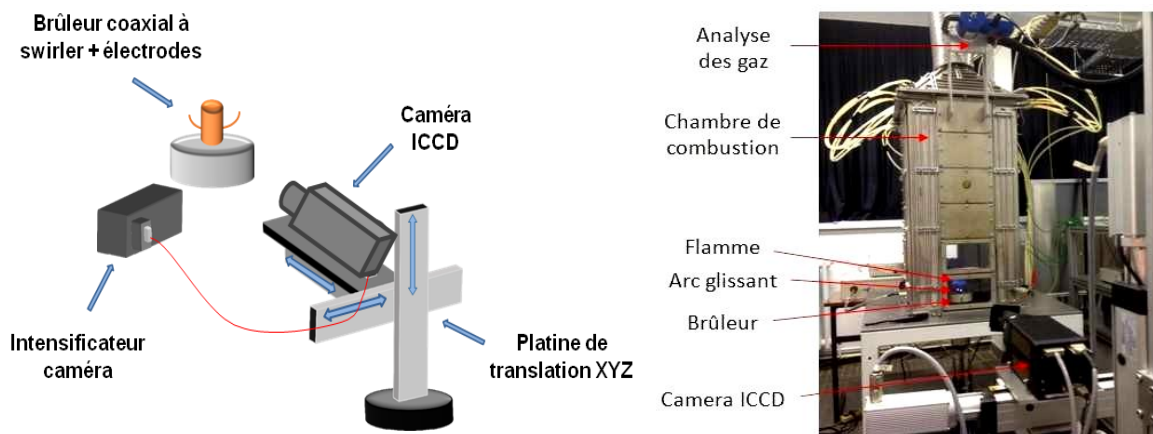 Brûleur coaxial à
swirler + électrodes
Caméra
ICCD
Intensificateur
caméra
Platine de
translation XYZ
Analyse
des gaz
Chambre de
combustion
Flamme
Arc glissant
Brûleur
Camera ICCD